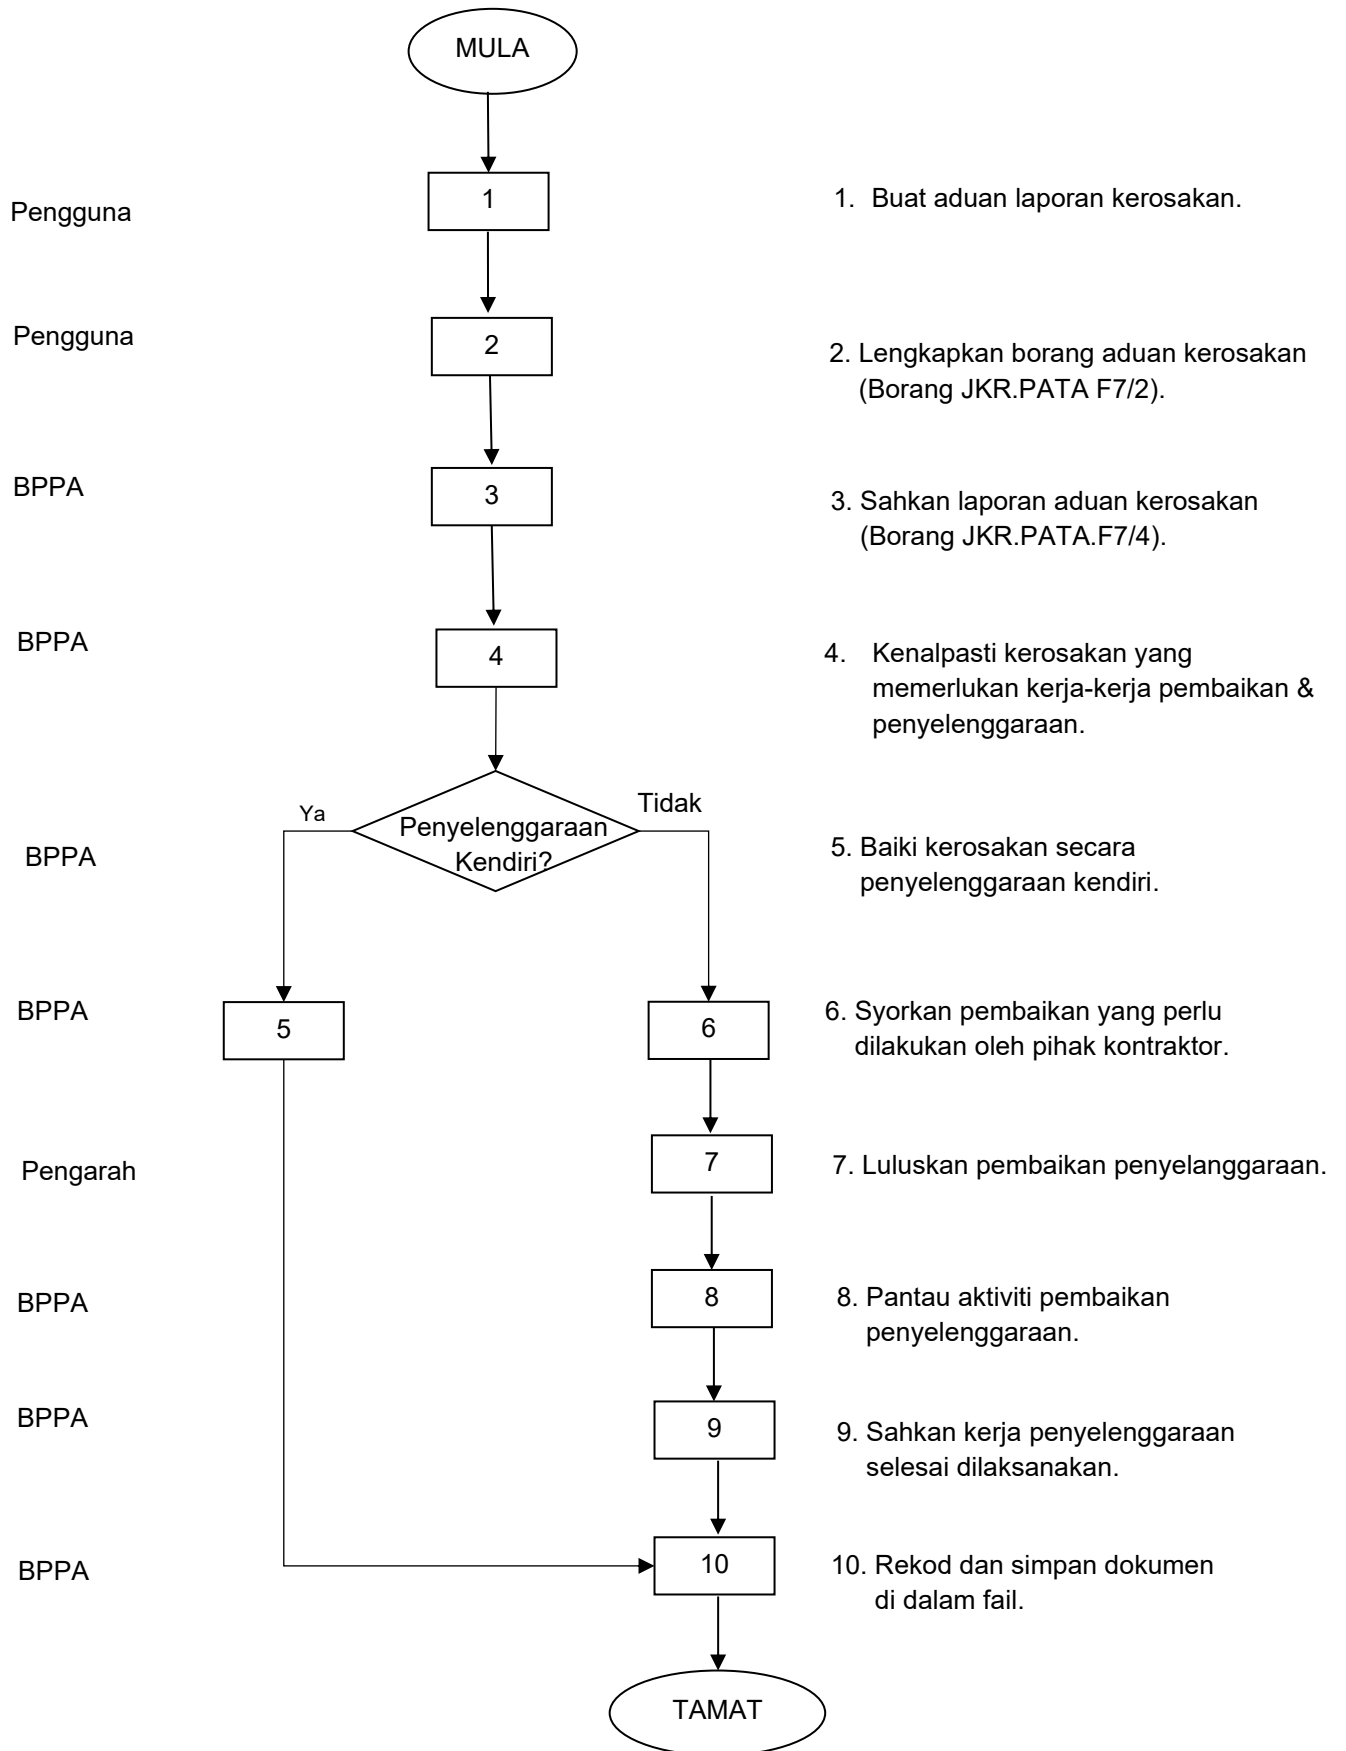 MULA
Pengguna
1
1. Buat aduan laporan kerosakan.
Pengguna
2
2. Lengkapkan borang aduan kerosakan
(Borang JKR.PATA F7/2).
BPPA
3
3. Sahkan laporan aduan kerosakan
(Borang JKR.PATA.F7/4).
BPPA
4
4. Kenalpasti kerosakan yang
memerlukan kerja-kerja pembaikan &
penyelenggaraan.
Ya
Tidak
Penyelenggaraan
Kendiri?
BPPA
5. Baiki kerosakan secara
penyelenggaraan kendiri.
BPPA
5
6
6. Syorkan pembaikan yang perlu
dilakukan oleh pihak kontraktor.
Pengarah
7
7. Luluskan pembaikan penyelanggaraan.
BPPA
8
8. Pantau aktiviti pembaikan
penyelenggaraan.
BPPA
9
9. Sahkan kerja penyelenggaraan
selesai dilaksanakan.
BPPA
10
10. Rekod dan simpan dokumen
di dalam fail.
TAMAT